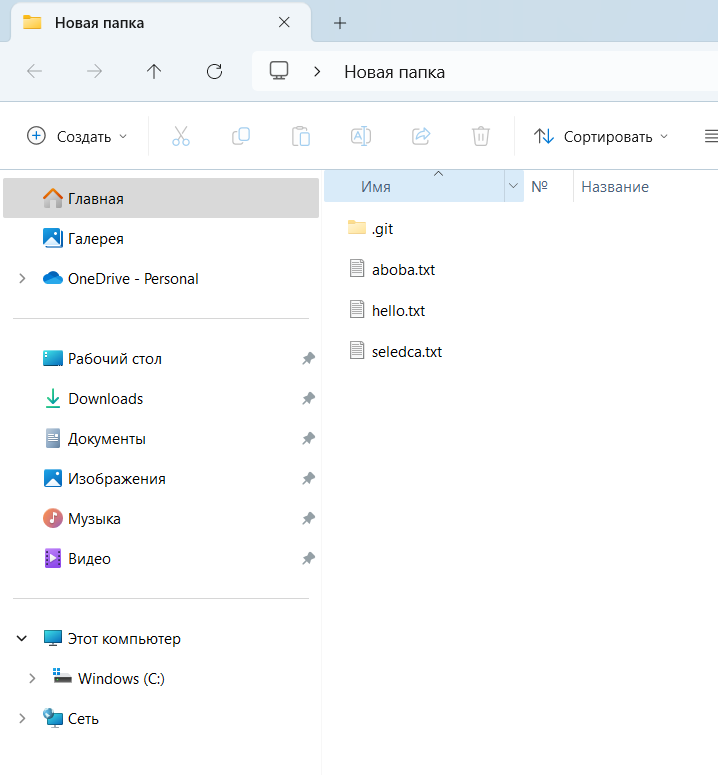 Новая папка
Новая папка
Создать
Сортировать
Имя № Название
Главная
Галерея
OneDrive - Personal
Рабочий стол
Downloads
Документы
Изображения
Музыка
Видео
Этот компьютер
Windows (C:)
Сеть
.git
aboba.txt
hello.txt
seledca.txt